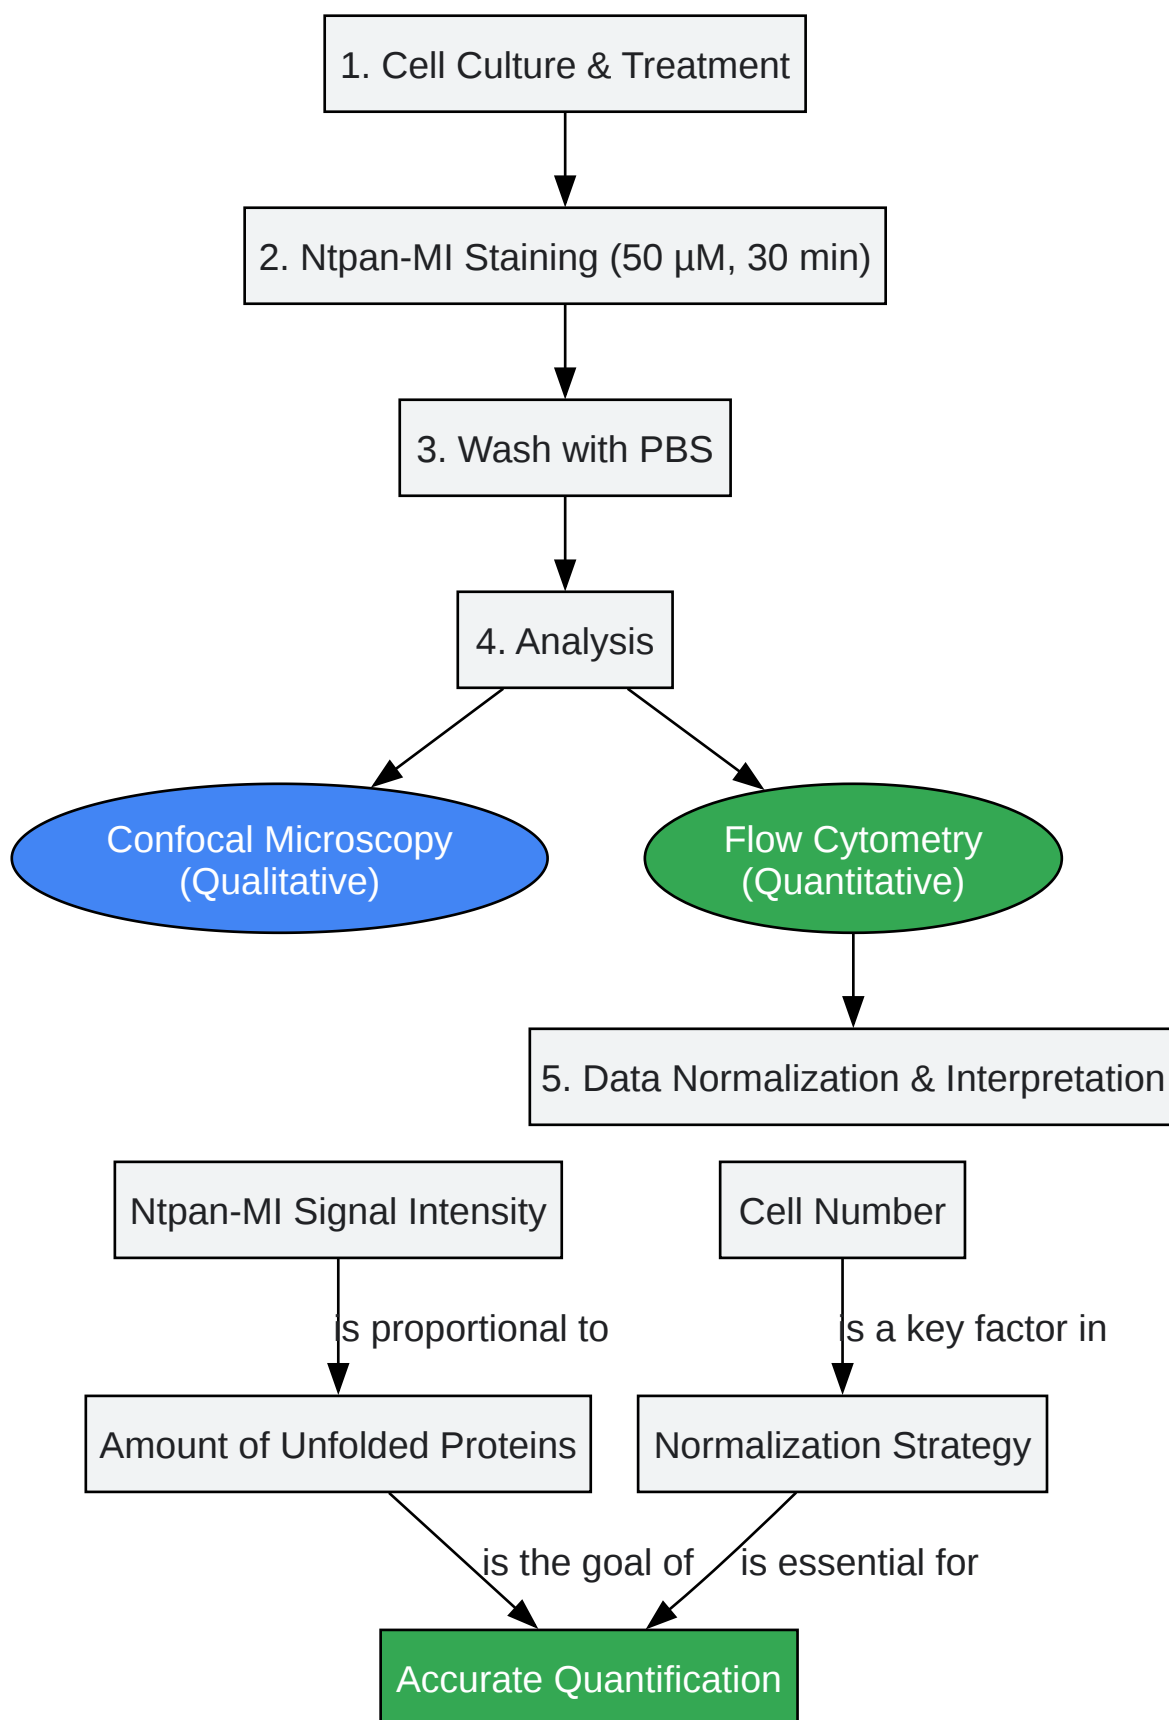 1. Cell Culture & Treatment
2. Ntpan-MI Staining (50 µM, 30 min)
3. Wash with PBS
4. Analysis
Confocal Microscopy
(Qualitative)
Flow Cytometry
(Quantitative)
5. Data Normalization & Interpretation
Ntpan-MI Signal Intensity
Cell Number
is proportional to
is a key factor in
Amount of Unfolded Proteins
Normalization Strategy
is the goal of
is essential for
Accurate Quantification